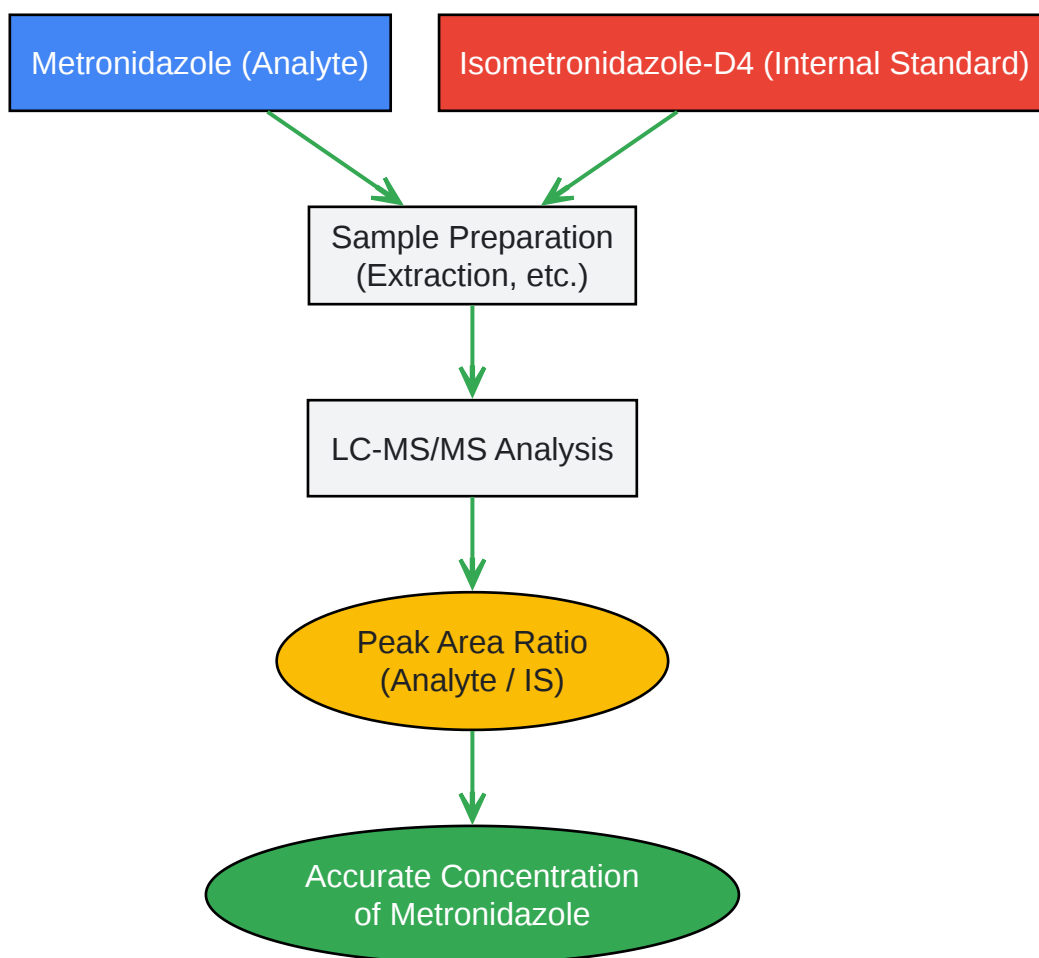 Metronidazole (Analyte)
Isometronidazole-D4 (Internal Standard)
Sample Preparation
(Extraction, etc.)
LC-MS/MS Analysis
Peak Area Ratio
(Analyte / IS)
Accurate Concentration
of Metronidazole